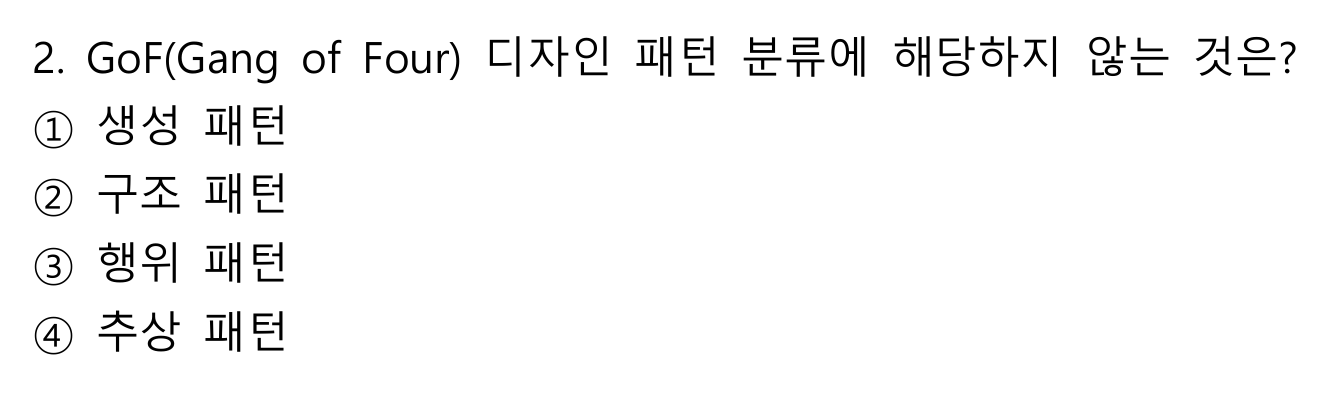 2. GoF(Gang of Four) 디자인 패턴 분류에 해당하지 않는 것은?
① 생성 패턴
② 구조 패턴
③ 행위 패턴
④ 추상 패턴